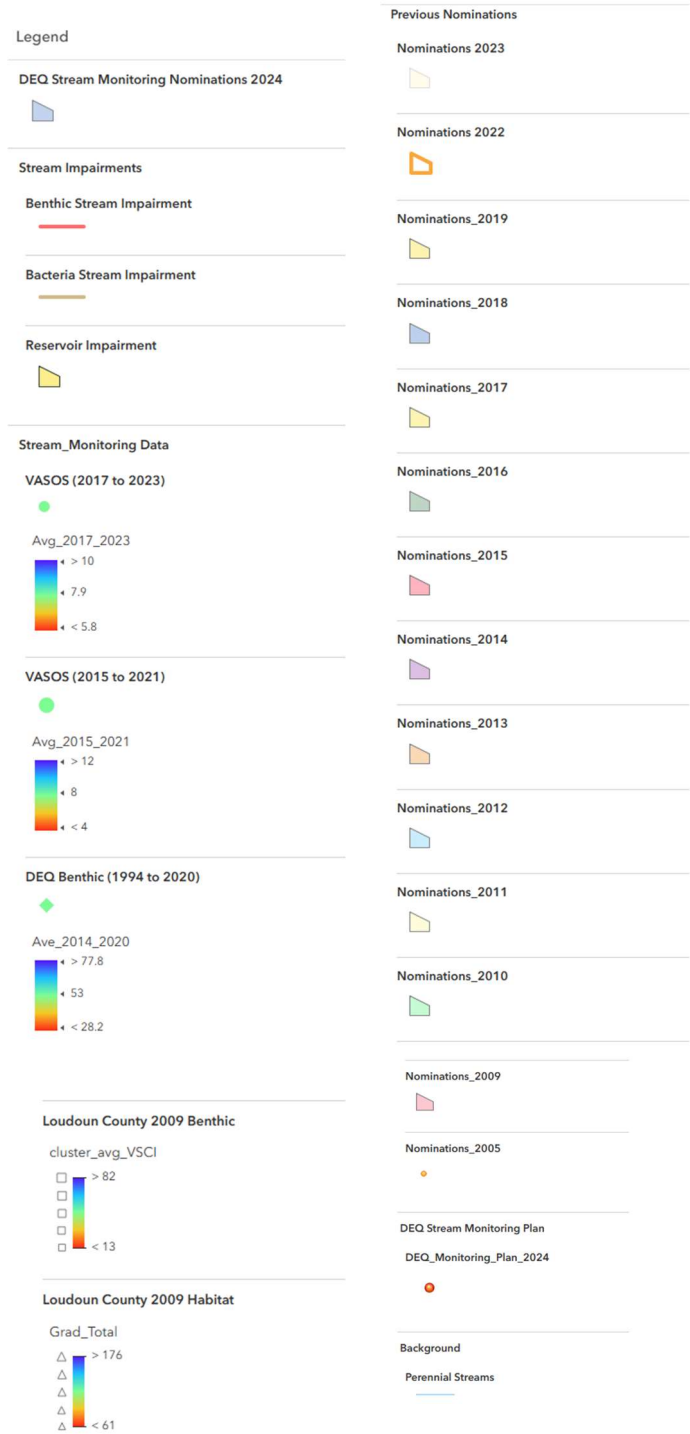 Legend
DEQ Stream Monitoring Nominations 2024
Stream Impairments
Benthic Stream Impairment
Bacteria Stream Impairment
Reservoir Impairment
Stream_Monitoring Data
VASOS (2017 to 2023)
Avg_2017_2023
> 10
7.9
< 5.8
VASOS (2015 to 2021)
Avg_2015_2021
> 12
8
< 4
DEQ Benthic (1994 to 2020)
Ave_2014_2020
> 77.8
53
< 28.2
Loudoun County 2009 Benthic
cluster_avg_VSCI
> 82
< 13
Loudoun County 2009 Habitat
Grad_Total
> 176
< 61
Previous Nominations
Nominations 2023
Nominations 2022
Nominations_2019
Nominations_2018
Nominations_2017
Nominations_2016
Nominations_2015
Nominations_2014
Nominations_2013
Nominations_2012
Nominations_2011
Nominations_2010
Nominations_2009
Nominations_2005
DEQ Stream Monitoring Plan
DEQ_Monitoring_Plan_2024
Background
Perennial Streams